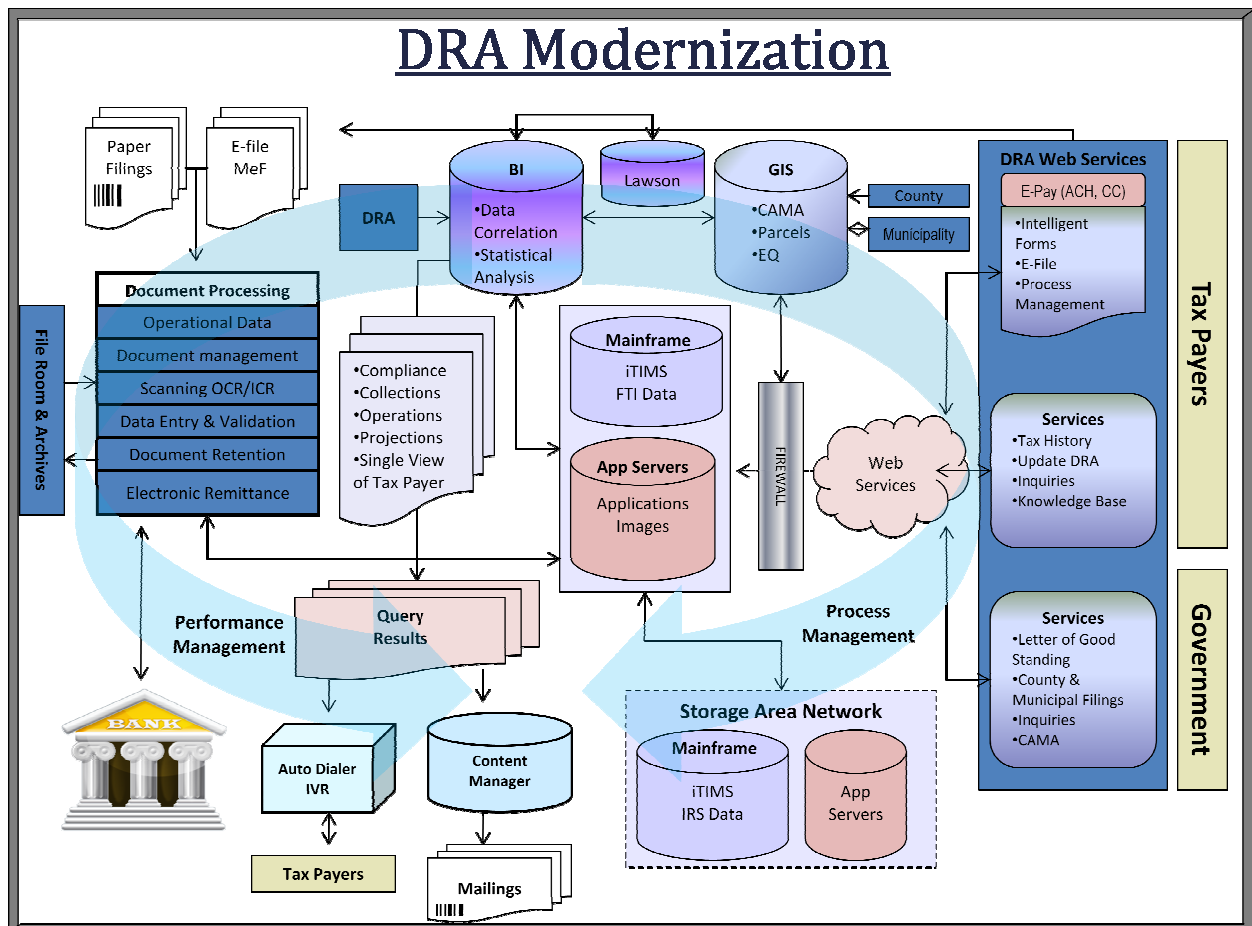 DRA Modernization
Paper
Filings
E-file
MeF
DRA
BI
•Data
Correlation
•Statistical
Analysis
Lawson
GIS
•CAMA
•Parcels
•EQ
County
Municipality
DRA Web Services
E-Pay (ACH, CC)
•Intelligent
Forms
•E-File
•Process
Management
Tax Payers
File Room & Archives
Document Processing
Operational Data
Document management
Scanning OCR/ICR
Data Entry & Validation
Document Retention
Electronic Remittance
•Compliance
•Collections
•Operations
•Projections
•Single View
of Tax Payer
Mainframe
iTIMS
FTI Data
App Servers
Applications
Images
FIREWALL
Web
Services
Services
•Tax History
•Update DRA
•Inquiries
•Knowledge Base
Performance
Management
Query
Results
Process
Management
Services
•Letter of Good
Standing
•County &
Municipal Filings
•Inquiries
•CAMA
Government
BANK
Auto Dialer
IVR
Content
Manager
Storage Area Network
Mainframe
iTIMS
IRS Data
App
Servers
Tax Payers
Mailings